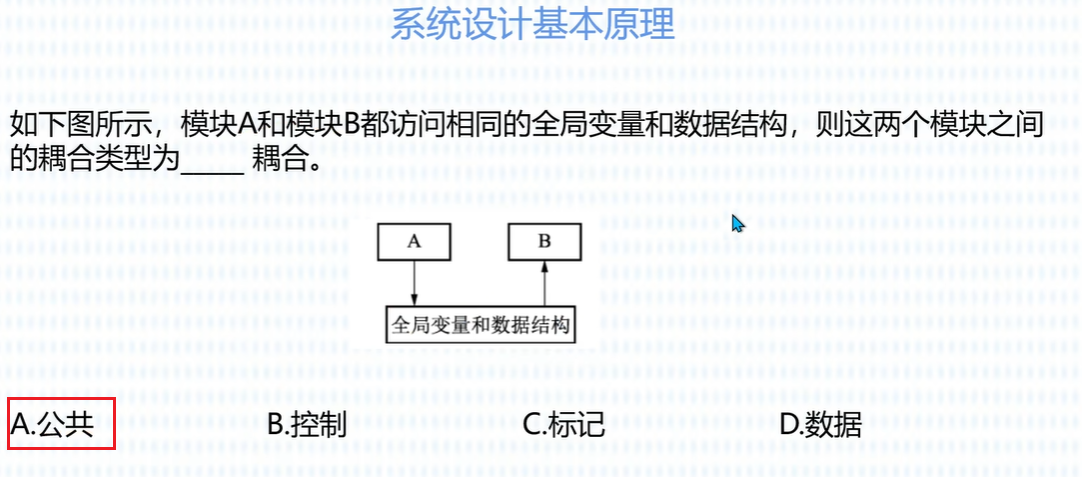 系统设计基本原理
如下图所示，模块A和模块B都访问相同的全局变量和数据结构，则这两个模块之间
的耦合类型为_____ 耦合。
A B
全局变量和数据结构
A.公共 B.控制 C.标记 D.数据